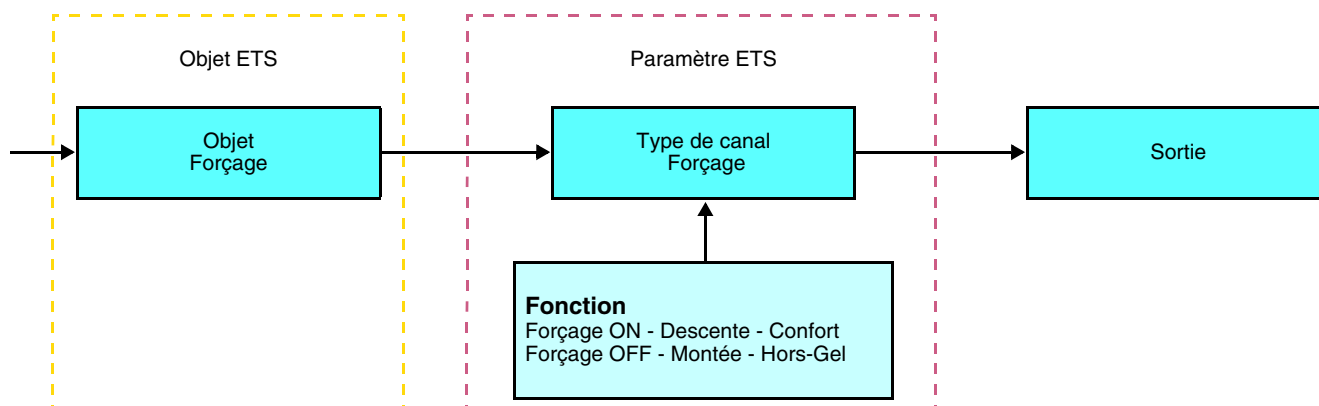 Objet ETS
Paramètre ETS
Objet
Forçage
Type de canal
Forçage
Sortie
Fonction
Forçage ON - Descente - Confort
Forçage OFF - Montée - Hors-Gel